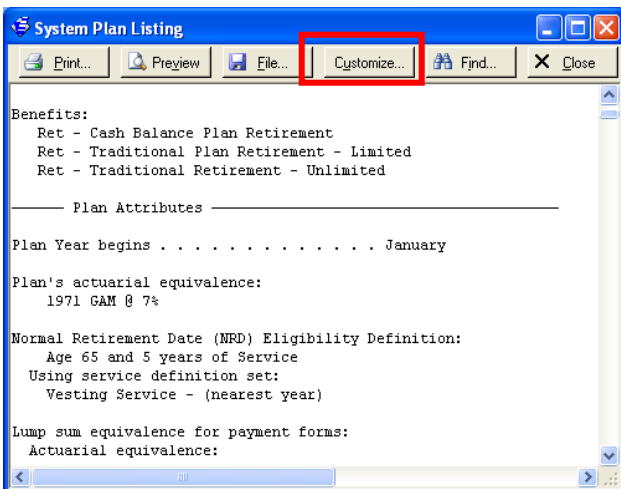 System Plan Listing
Print... Preview File... Customize... Find... Close
Benefits:
Ret - Cash Balance Plan Retirement
Ret - Traditional Plan Retirement - Limited
Ret - Traditional Retirement - Unlimited
Plan Attributes
Plan Year begins . . . . . . . . . . . . . January
Plan's actuarial equivalence:
1971 GAM @ 7%
Normal Retirement Date (NRD) Eligibility Definition:
Age 65 and 5 years of Service
Using service definition set:
Vesting Service - (nearest year)
Lump sum equivalence for payment forms:
Actuarial equivalence: